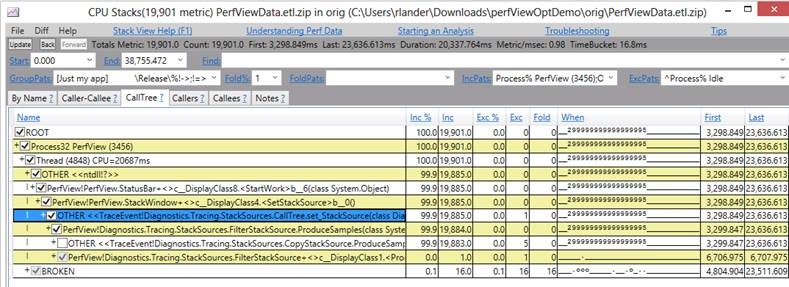 CPU Stacks(19,901 metric) PerfViewData.etl.zip in orig (C:\Users\rlander\Downloads\perfViewOptDemo\orig\PerfViewData.etl.zip)
File Diff Help Stack View Help (F1) Understanding Perf Data Starting an Analysis Troubleshooting Tips
Update Back Forward Totals Metric: 19,901.0 Count: 19,901.0 First: 3,298.849 Last: 23,636.613 Duration: 20,337.764 Metric/msec: 0.98 TimeBucket: 16.8ms
Start: 0.000 End: 38,755.472 Find:
GroupPats: [Just my app] \Release\%!->;!=> Fold%: 1 FoldPats: IncPats: Process% PerfView (3456);O ExcPats: ^Process% Idle
By Name ? Caller-Callee ? CallTree ? Callers ? Callees ? Notes ?
Name Inc % Inc Exc % Exc Fold When First Last
ROOT 100.0 19,901.0 0.0 0 0 3,298.849 23,636.613
+ Process32 PerfView (3456) 100.0 19,901.0 0.0 0 0 3,298.849 23,636.613
+ Thread (4848) CPU=20687ms 100.0 19,901.0 0.0 0 0 3,298.849 23,636.613
+ OTHER <<ntdll!?>> 99.9 19,885.0 0.0 0 0 3,298.849 23,636.613
+ PerfView!PerfView.StatusBar+<>c__DisplayClass8.<StartWork>b__6(class System.Object) 99.9 19,885.0 0.0 0 0 3,298.849 23,636.613
+ PerfView!PerfView.StackWindow+<>c__DisplayClass4.<SetStackSource>b__0() 99.9 19,885.0 0.0 0 0 3,298.849 23,636.613
+ OTHER <<TraceEvent!Diagnostics.Tracing.StackSources.CallTree.set_StackSource(class Dia 99.9 19,885.0 0.0 1 0 3,298.849 23,636.613
+ PerfView!Diagnostics.Tracing.StackSources.FilterStackSource.ProduceSamples(class Syste 99.9 19,884.0 0.0 0 0 3,299.847 23,636.613
+ OTHER <<TraceEvent!Diagnostics.Tracing.StackSources.CopyStackSource.ProduceSamp 99.9 19,883.0 0.0 5 0 3,299.847 23,636.613
+ PerfView!Diagnostics.Tracing.StackSources.FilterStackSource+<>c__DisplayClass1.<Pro 0.0 1.0 0.0 1 0 6,706.975 6,707.975
+ BROKEN 0.1 16.0 0.1 16 16 4,804.904 23,511.609